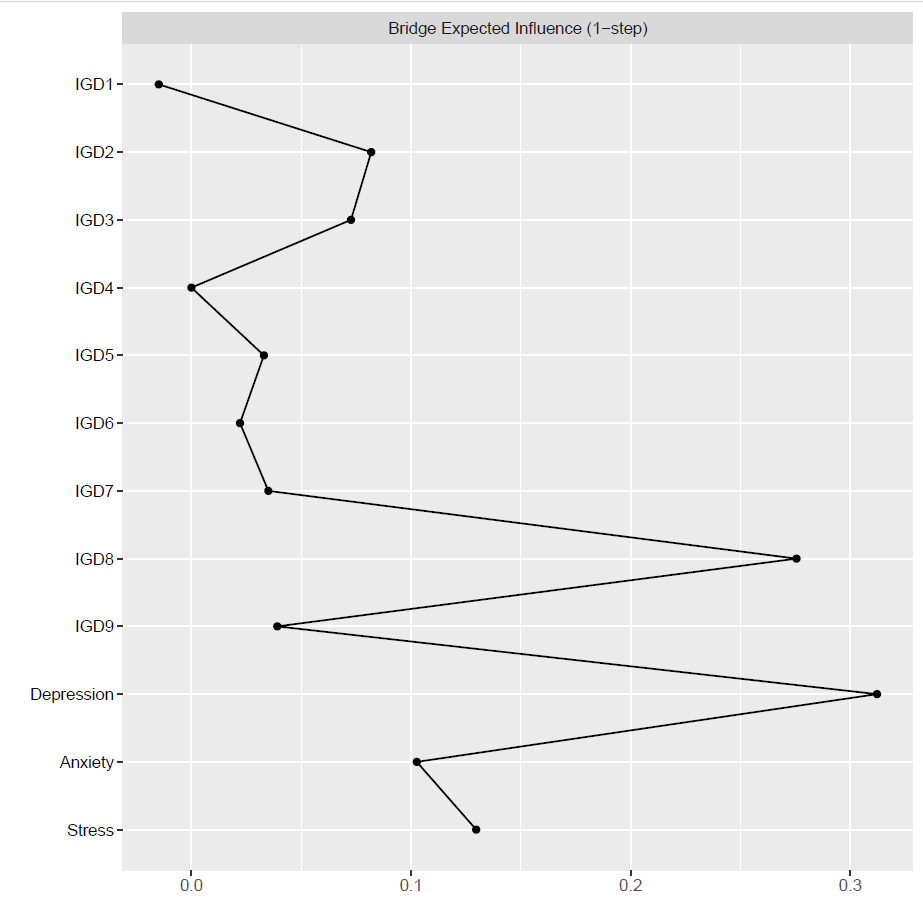 Bridge Expected Influence (1−step)
IGD1
IGD2
IGD3
IGD4
IGD5
IGD6
IGD7
IGD8
IGD9
Depression
Anxiety
Stress
0.0 0.1 0.2 0.3